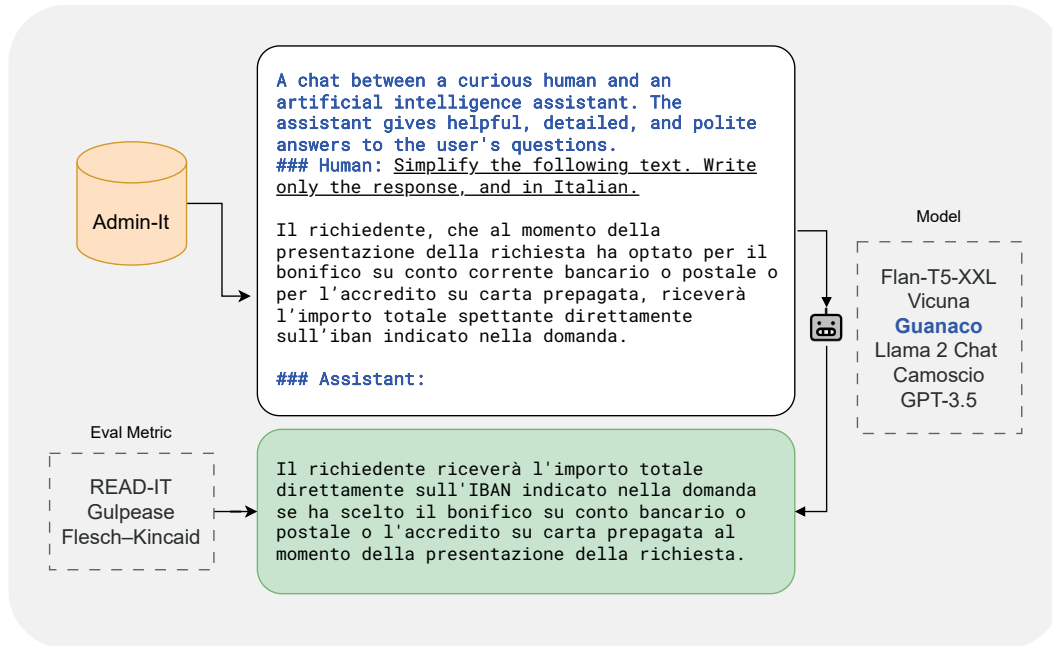 A chat between a curious human and an
artificial intelligence assistant. The
assistant gives helpful, detailed, and polite
answers to the user's questions.
### Human: Simplify the following text. Write
only the response, and in Italian.
Il richiedente, che al momento della
presentazione della richiesta ha optato per il
bonifico su conto corrente bancario o postale o
per l’accredito su carta prepagata, riceverà
l’importo totale spettante direttamente
sull’iban indicato nella domanda.
### Assistant:
Admin-It
Model
Flan-T5-XXL
Vicuna
Guanaco
Llama 2 Chat
Camoscio
GPT-3.5
Eval Metric
READ-IT
Gulpease
Flesch–Kincaid
Il richiedente riceverà l'importo totale
direttamente sull'IBAN indicato nella domanda
se ha scelto il bonifico su conto bancario o
postale o l'accredito su carta prepagata al
momento della presentazione della richiesta.